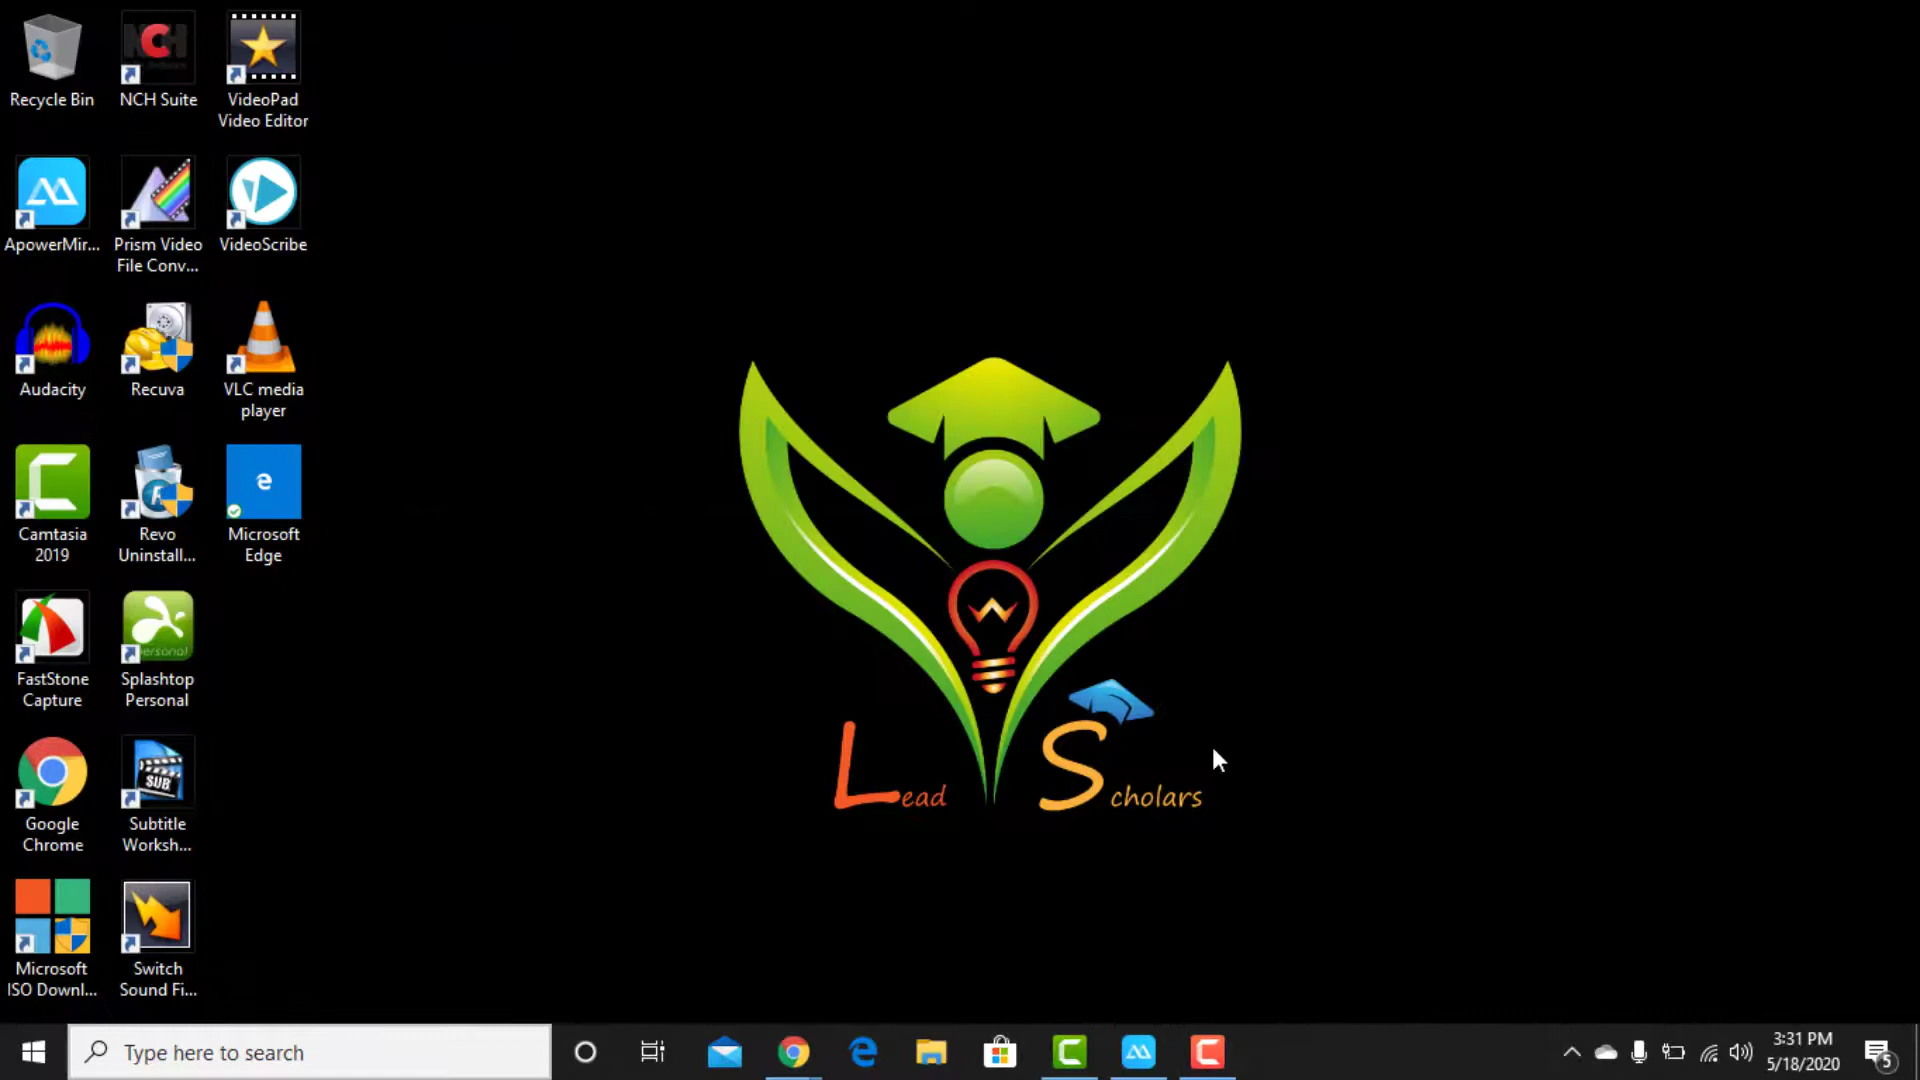 Recycle Bin
NCH Suite
VideoPad
Video Editor
ApowerMir...
Prism Video
File Conv...
VideoScribe
Audacity
Recuva
VLC media
player
Camtasia
2019
Revo
Uninstall...
Microsoft
Edge
FastStone
Capture
Splashtop
Personal
Google
Chrome
SUB
Subtitle
Worksh...
Microsoft
ISO Downl...
Switch
Sound Fi...
Lead Scholars
Type here to search
3:31 PM
5/18/2020
5